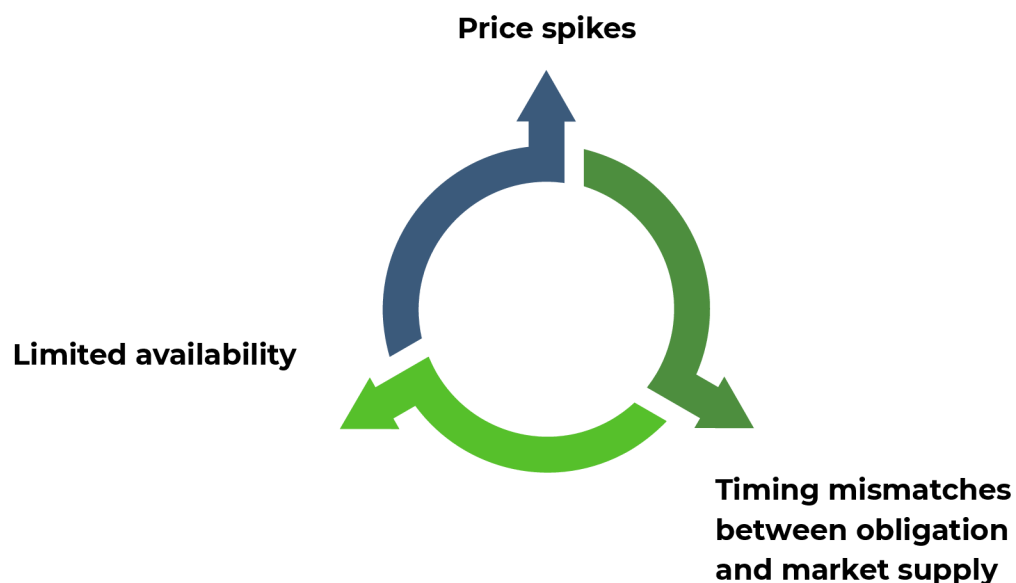 Price spikes
Limited availability
Timing mismatches
between obligation
and market supply